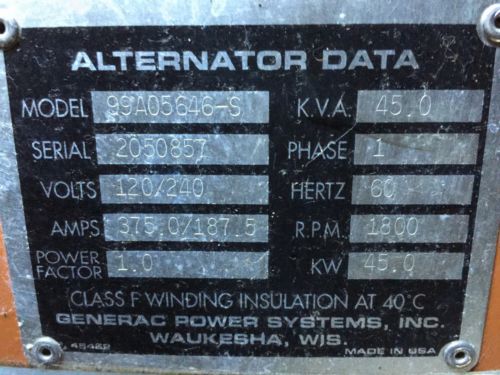 ALTERNATOR DATA
MODEL 99A05646-S K.V.A. 45.0
SERIAL 2050857 PHASE 1
VOLTS 120/240 HERTZ 60
AMPS 375.0/187.5 R.P.M. 1800
POWER FACTOR 1.0 KW 45.0
CLASS F WINDING INSULATION AT 40°C
GENERAC POWER SYSTEMS, INC.
WAUKESHA, WIS.
45422 MADE IN USA